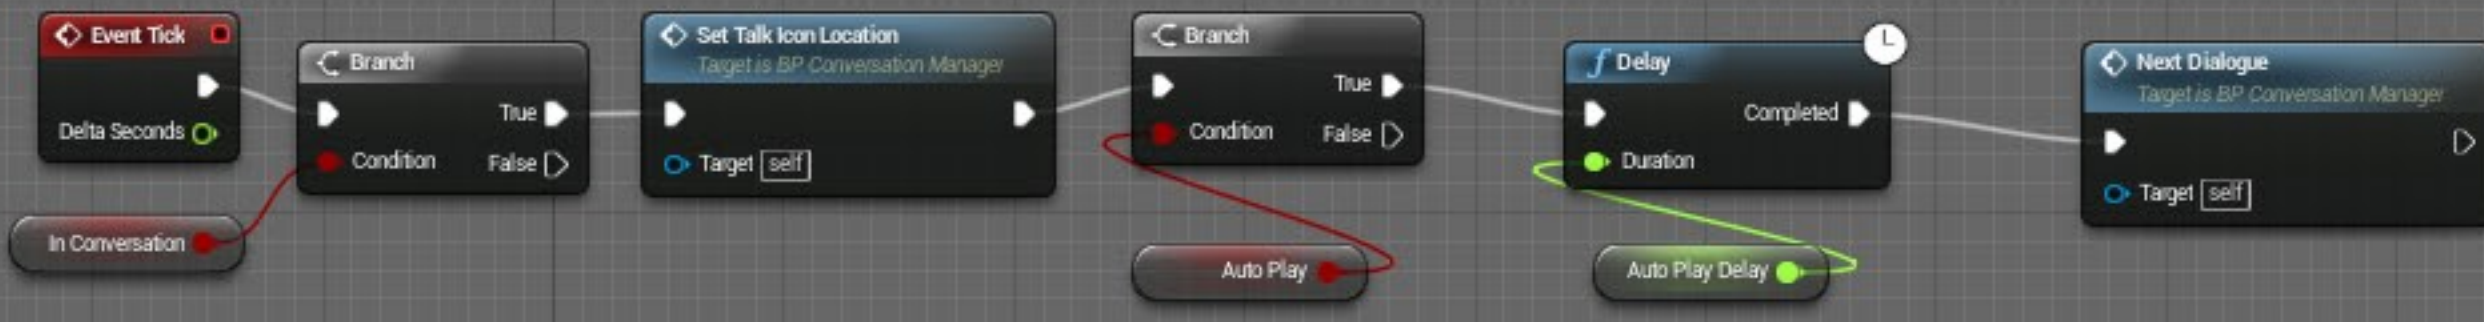 Event Tick
Delta Seconds
In Conversation
Branch
True
Condition
False
Set Talk Icon Location
Target is BP Conversation Manager
Target self
Branch
True
Condition
False
Auto Play
Delay
Completed
Duration
Auto Play Delay
Next Dialogue
Target is BP Conversation Manager
Target self